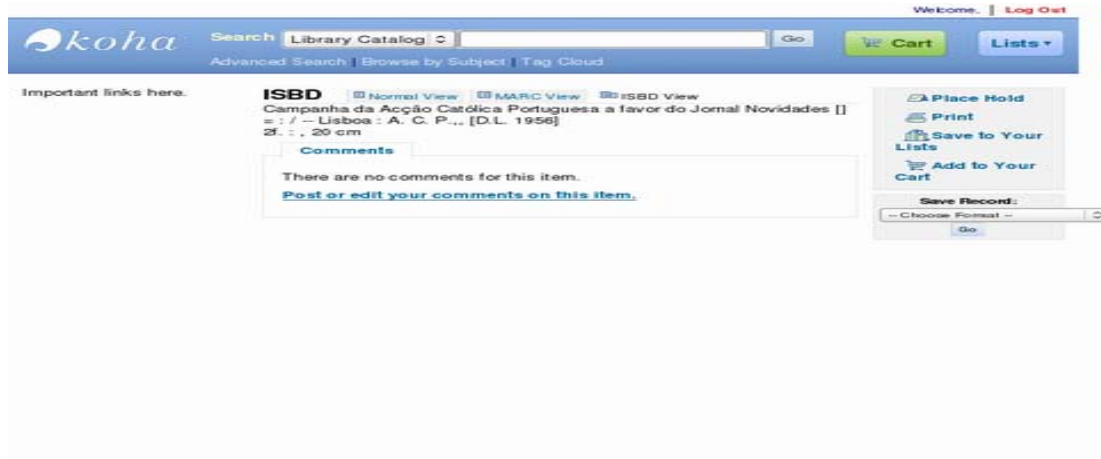 Welcome, | Log Out
koha
Search Library Catalog Go
Cart
Lists
Advanced Search | Browse by Subject | Tag Cloud
Important links here.
ISBD Normal View MARC View ISBD View
Campanha da Acção Católica Portuguesa a favor do Jornal Novidades []
= : / -- Lisboa : A. C. P.,, [D.L. 1956]
2f. : , 20 cm
Comments
There are no comments for this item.
Post or edit your comments on this item.
Place Hold
Print
Save to Your
Lists
Add to Your
Cart
Save Record:
-- Choose Format --
Go